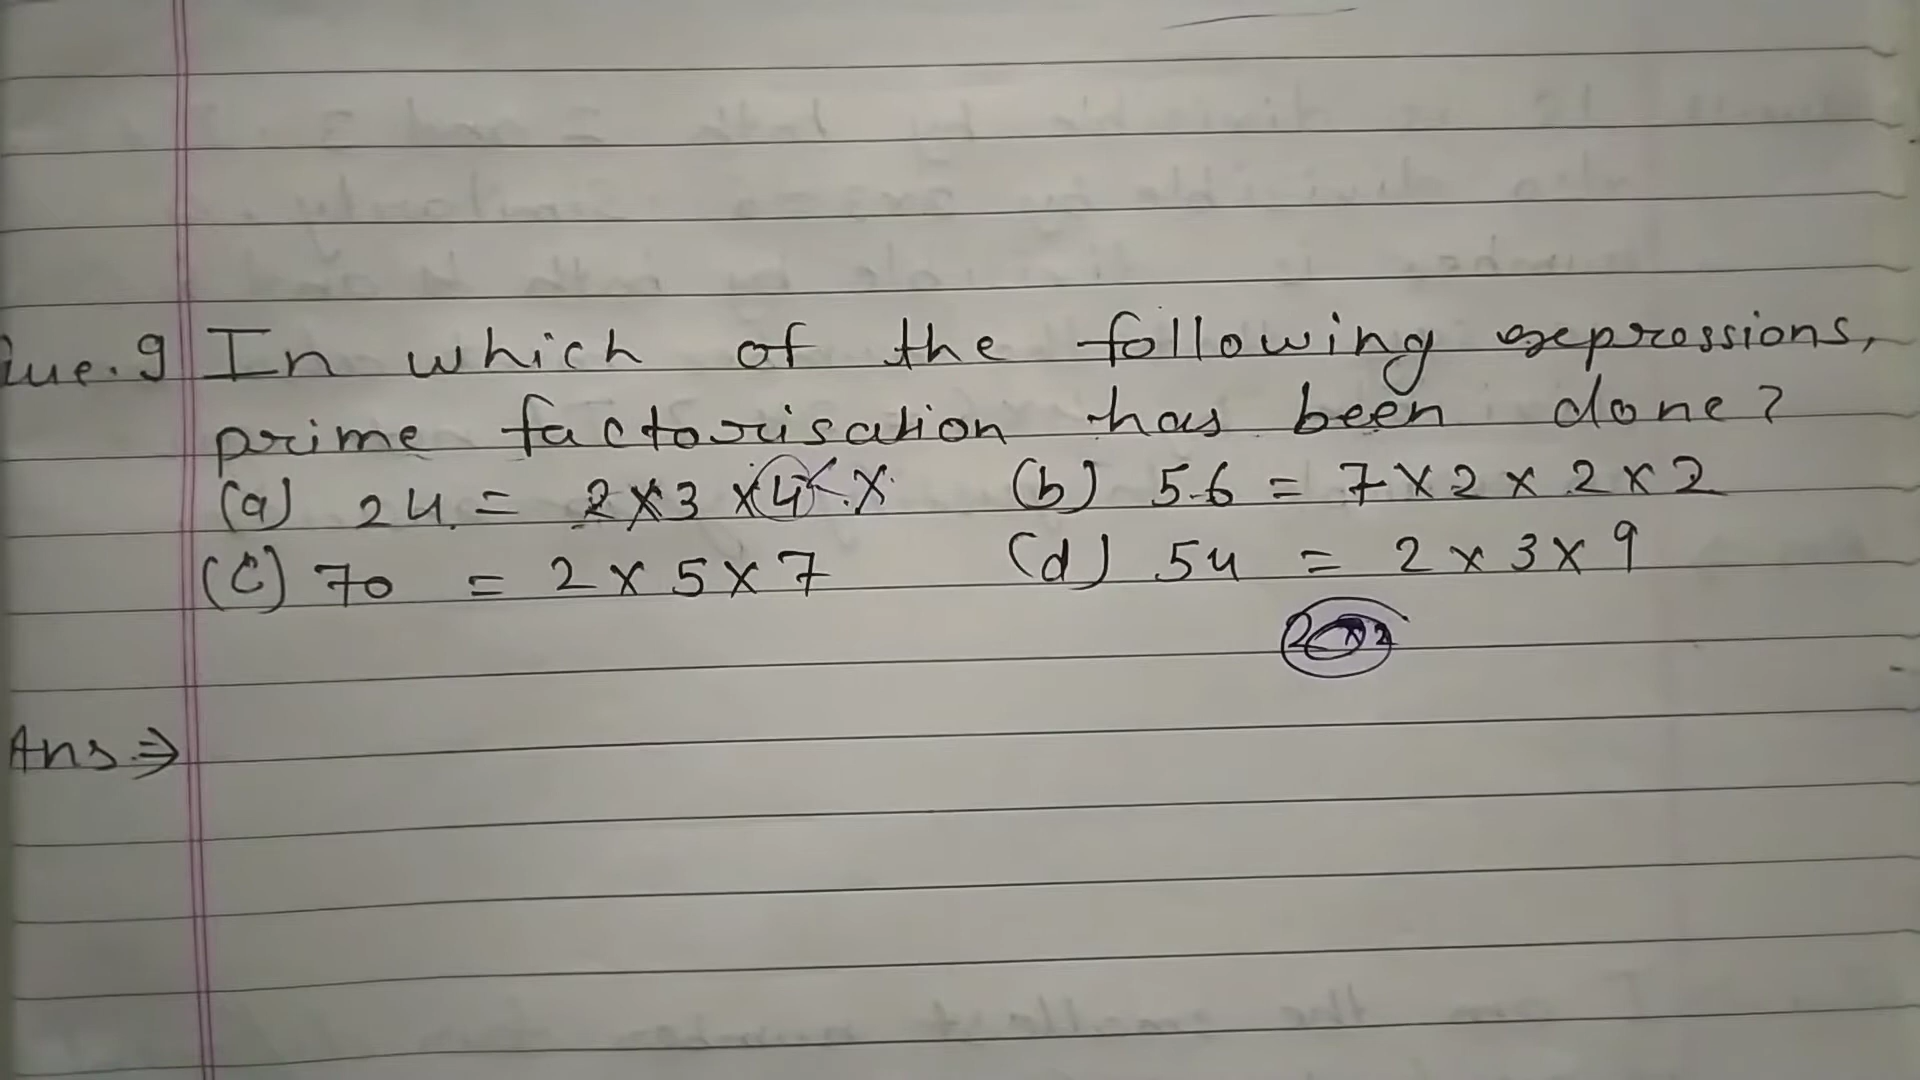 Que. 9 In which of the following expressions,
prime factorisation has been done?
(a) 24 = 2 × 3 × 4 × (b) 56 = 7 × 2 × 2 × 2
(C) 70 = 2 × 5 × 7 (d) 54 = 2 × 3 × 9
Ans ⇒